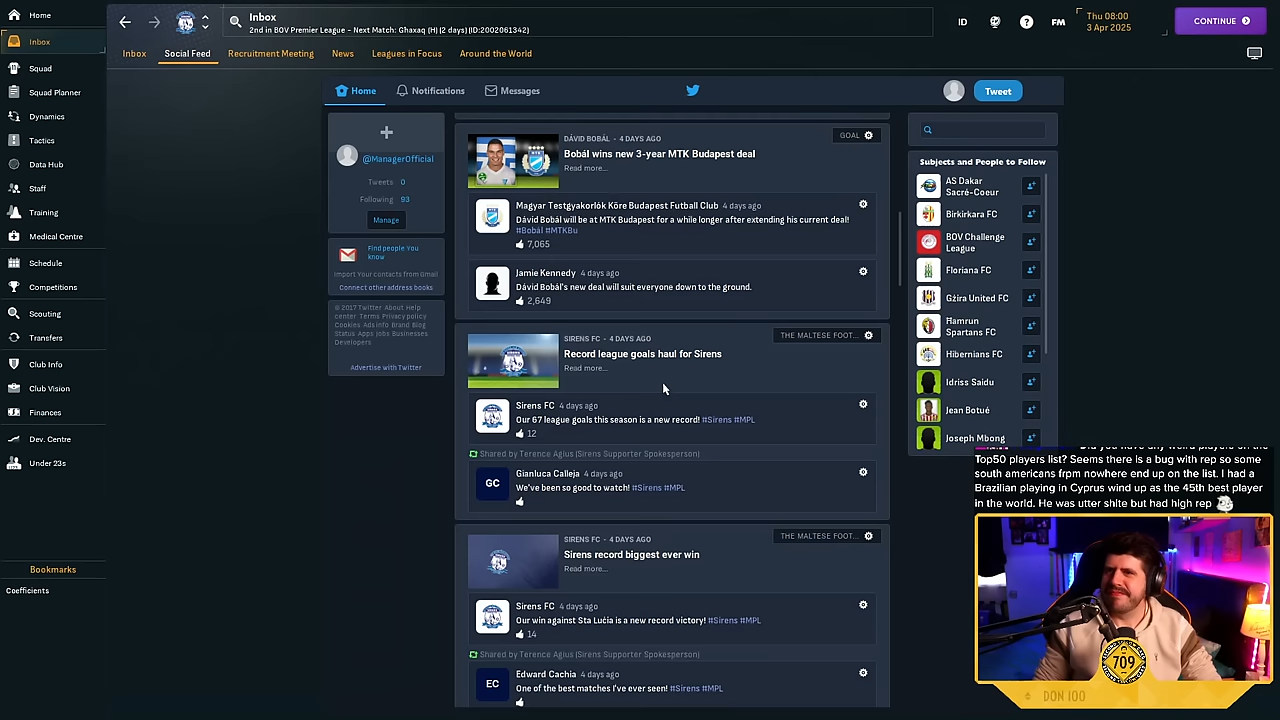 Home
Inbox
Squad
Squad Planner
Dynamics
Tactics
Data Hub
Staff
Training
Medical Centre
Schedule
Competitions
Scouting
Transfers
Club Info
Club Vision
Finances
Dev. Centre
Under 23s
Bookmarks
Coefficients
Inbox
2nd in BOV Premier League - Next Match: Ghaxaq (H) (2 days) (ID:2002061342)
ID
?
FM
Thu 08:00
3 Apr 2025
CONTINUE
Inbox
Social Feed
Recruitment Meeting
News
Leagues in Focus
Around the World
Home
Notifications
Messages
Tweet
@ManagerOfficial
Tweets 0
Following 93
Manage
Find people You
know
Import Your contacts from Gmail
Connect other address books
© 2017 Twitter About Help
center Terms Privacy policy
Cookies Ads info Brand Blog
Status Apps Jobs Businesses
Developers
Advertise with Twitter
DÁVID BOBÁL - 4 DAYS AGO
GOAL
Bobál wins new 3-year MTK Budapest deal
Read more...
Magyar Testgyakorlók Köre Budapest Futball Club 4 days ago
Dávid Bobál will be at MTK Budapest for a while longer after extending his current deal!
#Bobál #MTKBu
7,065
Jamie Kennedy 4 days ago
Dávid Bobál's new deal will suit everyone down to the ground.
2,649
SIRENS FC - 4 DAYS AGO
THE MALTESE FOOT...
Record league goals haul for Sirens
Read more...
Sirens FC 4 days ago
Our 67 league goals this season is a new record! #Sirens #MPL
12
Shared by Terence Agius (Sirens Supporter Spokesperson)
GC
Gianluca Calleja 4 days ago
We've been so good to watch! #Sirens #MPL
SIRENS FC - 4 DAYS AGO
THE MALTESE FOOT...
Sirens record biggest ever win
Read more...
Sirens FC 4 days ago
Our win against Sta Luċia is a new record victory! #Sirens #MPL
14
Shared by Terence Agius (Sirens Supporter Spokesperson)
EC
Edward Cachia 4 days ago
One of the best matches I've ever seen! #Sirens #MPL
Subjects and People to Follow
AS Dakar
Sacré-Coeur
Birkirkara FC
BOV Challenge
League
Floriana FC
Gżira United FC
Ħamrun
Spartans FC
Hibernians FC
Idriss Saidu
Jean Botué
Joseph Mbong
Did you have any weird players on the
Top50 players list? Seems there is a bug with rep so some
south americans frpm nowhere end up on the list. I had a
Brazilian playing in Cyprus wind up as the 45th best player
in the world. He was utter shite but had high rep
709
DON 100